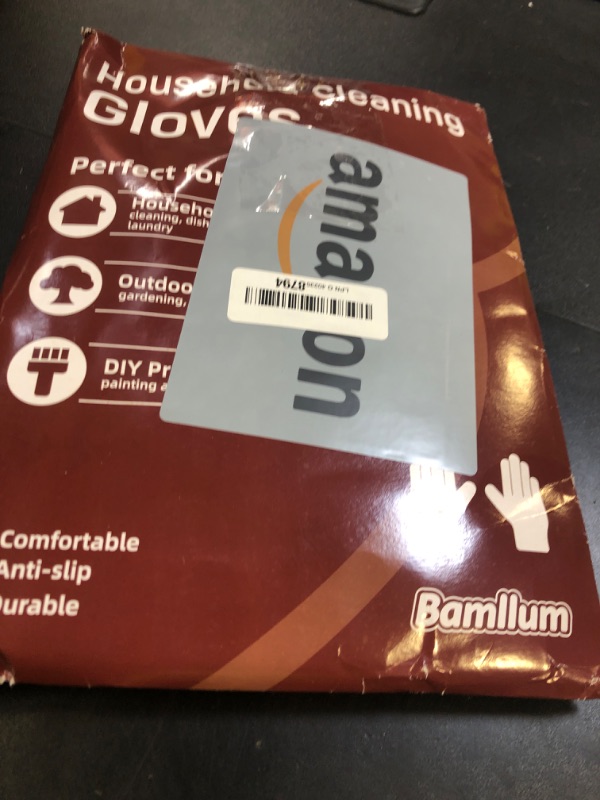 Household cleaning
Gloves
Perfect for
Househo
cleaning, dish
laundry
Outdoo
gardening,
DIY Pr
painting a
amazon
8794
Comfortable
Anti-slip
Durable
Bamllum